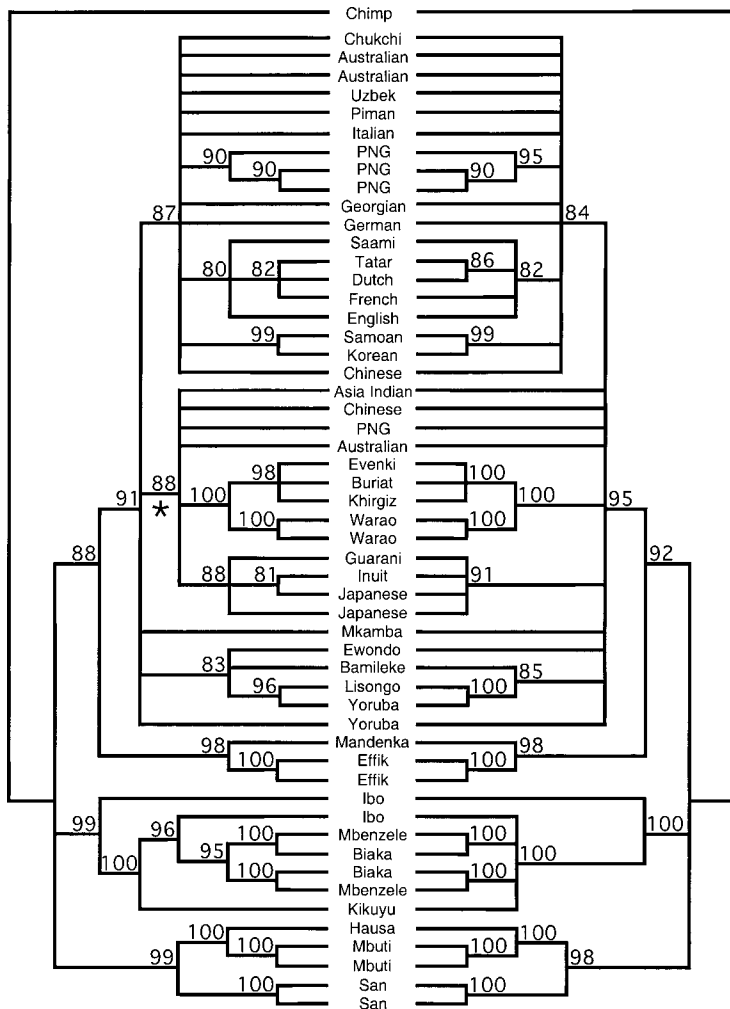 Chimp
Chukchi
Australian
Australian
Uzbek
Piman
Italian
90 PNG 95
90 PNG 90
PNG
Georgian
87 German 84
Saami
80 82 Tatar 86 82
Dutch
French
English
99 Samoan 99
Korean
Chinese
Asia Indian
Chinese
PNG
Australian
Evenki
88 98 Buriat 100
91 * 100 Khirgiz 100 95
100 Warao 100
Warao
88 Guarani 92
88 81 Inuit 91
Japanese
Japanese
Mkamba
Ewondo
83 Bamileke 85
96 Lisongo 100
Yoruba
Yoruba
98 Mandenka 98
100 Effik 100
Effik
99 Ibo 100
96 Ibo
100 95 100 Mbenzele 100 100
Biaka
100 Biaka 100
Mbenzele
Kikuyu
100 Hausa 100
99 100 Mbuti 100 98
Mbuti
100 San 100
San